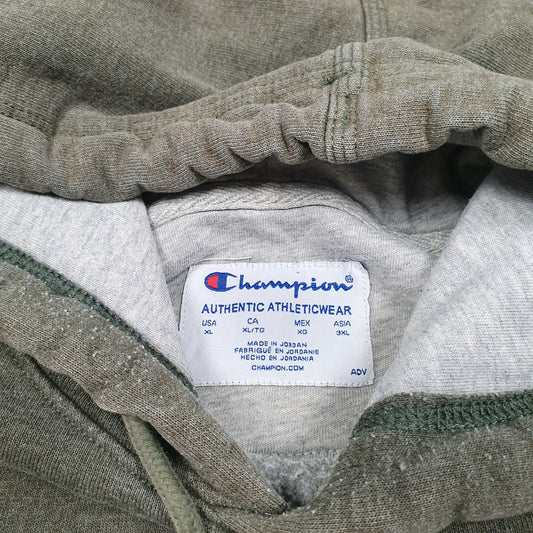 Champion®
AUTHENTIC ATHLETICWEAR
USA CA MEX ASIA
XL XL/TG XG 3XL
MADE IN JORDAN
FABRIQUÉ EN JORDANIE
HECHO EN JORDANIA
CHAMPION.COM
ADV